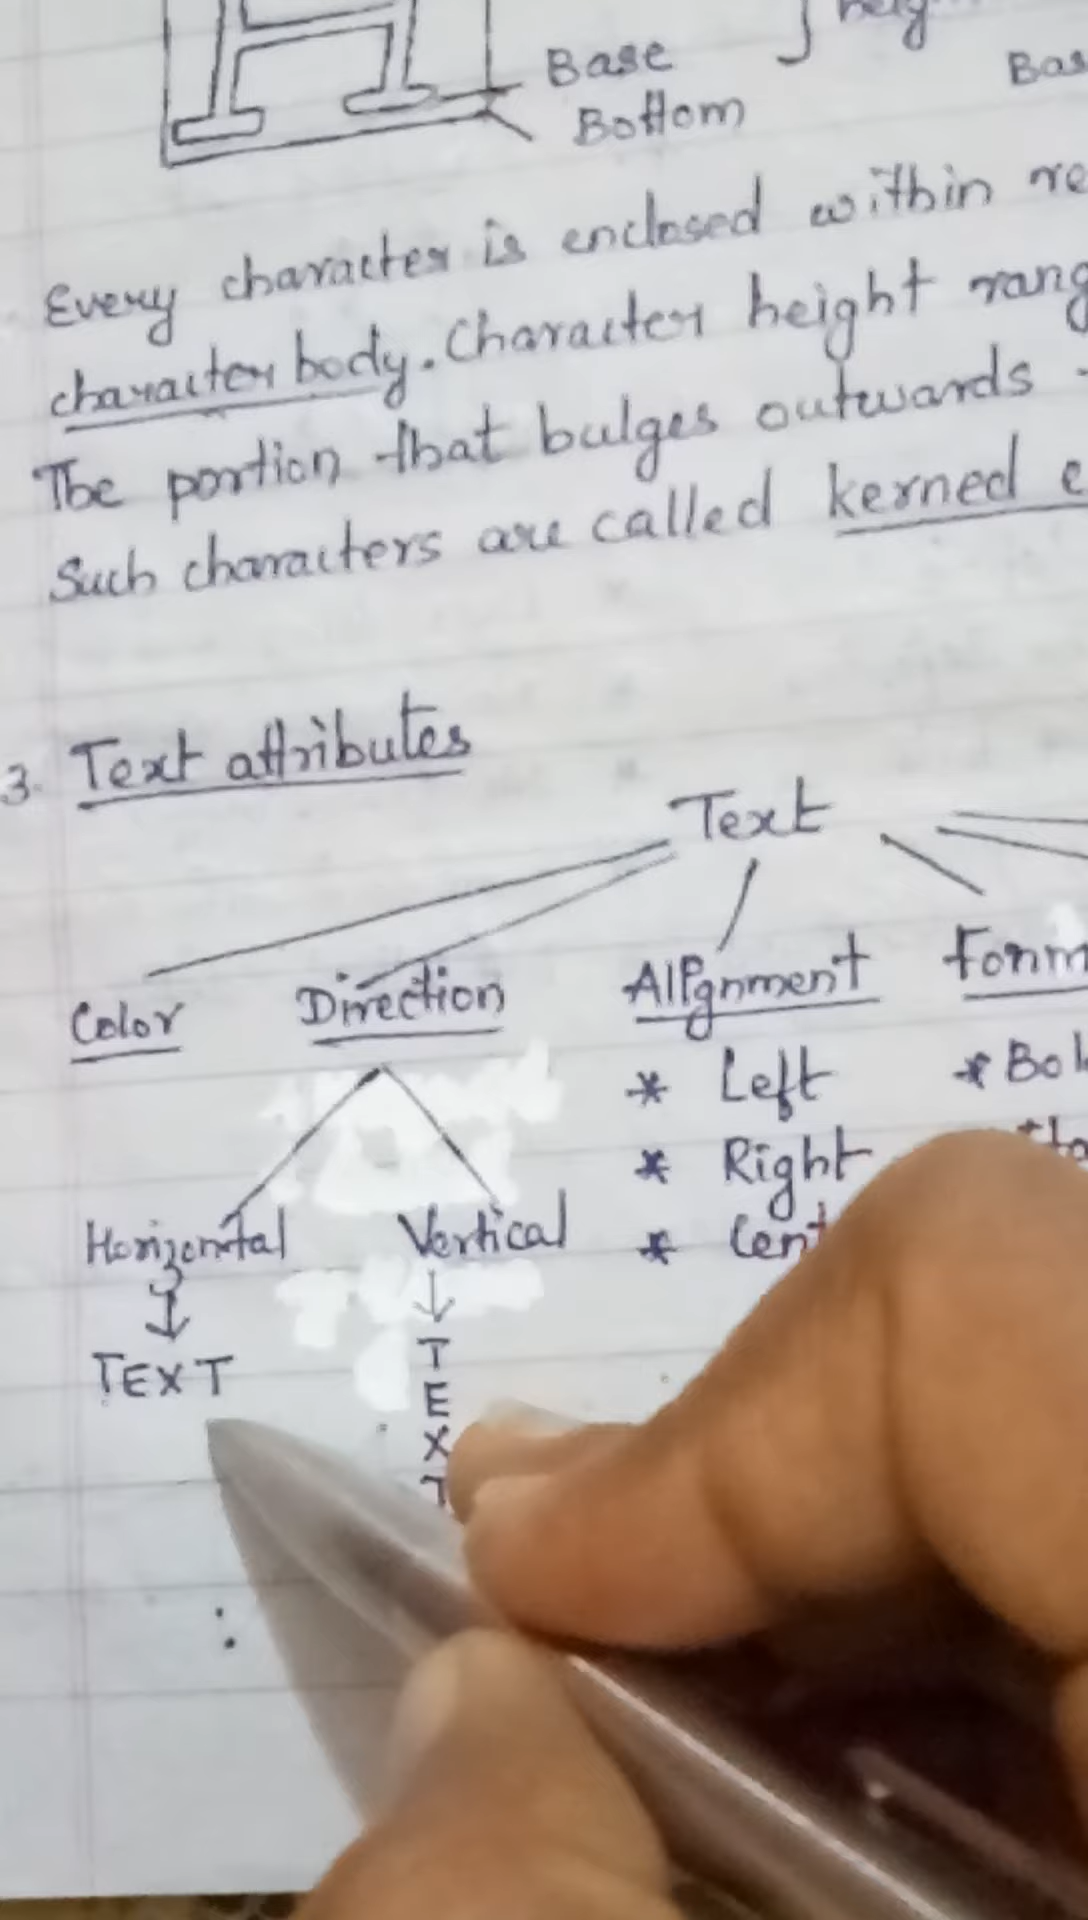 Base
Bottom
Every character is enclosed within
character body. Character height
The portion that bulges outwards
Such characters are called kerned
3. Text attributes
Text
Color Direction Alignment
* Left
* Right
*
Horizontal Vertical
TEXT
T
E
X
T